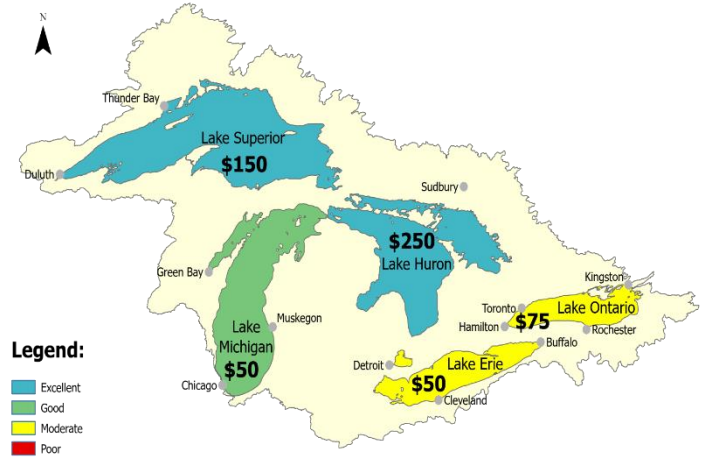 N
Thunder Bay
Lake Superior
$150
Duluth
Sudbury
$250
Lake Huron
Green Bay
Kingston
Toronto
Lake Ontario
$75
Hamilton
Rochester
Muskegon
Lake
Michigan
$50
Buffalo
Detroit
Lake Erie
$50
Chicago
Cleveland
Legend:
Excellent
Good
Moderate
Poor